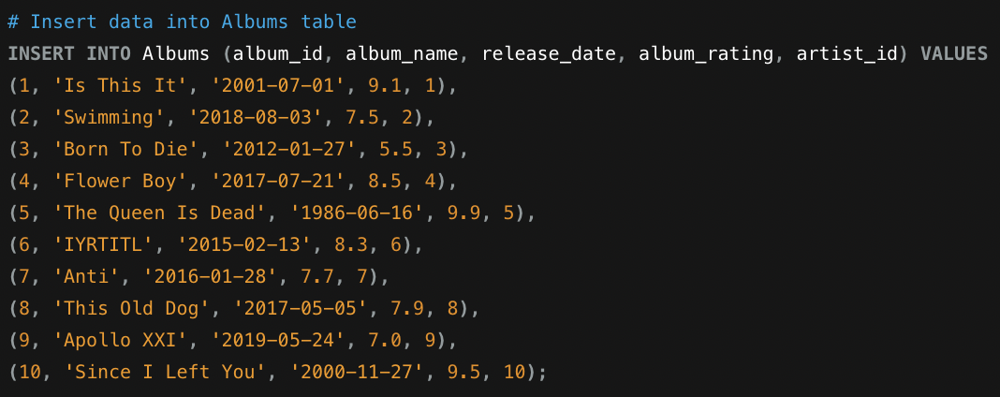 # Insert data into Albums table
INSERT INTO Albums (album_id, album_name, release_date, album_rating, artist_id) VALUES
(1, 'Is This It', '2001-07-01', 9.1, 1),
(2, 'Swimming', '2018-08-03', 7.5, 2),
(3, 'Born To Die', '2012-01-27', 5.5, 3),
(4, 'Flower Boy', '2017-07-21', 8.5, 4),
(5, 'The Queen Is Dead', '1986-06-16', 9.9, 5),
(6, 'IYRTITL', '2015-02-13', 8.3, 6),
(7, 'Anti', '2016-01-28', 7.7, 7),
(8, 'This Old Dog', '2017-05-05', 7.9, 8),
(9, 'Apollo XXI', '2019-05-24', 7.0, 9),
(10, 'Since I Left You', '2000-11-27', 9.5, 10);